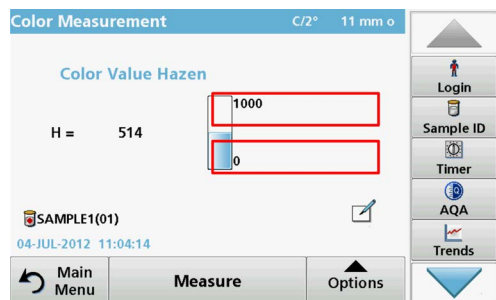 Color Measurement C/2° 11 mm o
Color Value Hazen
1000
H = 514
0
SAMPLE1(01)
04-JUL-2012 11:04:14
Main Menu
Measure
Options
Login
Sample ID
Timer
AQA
Trends